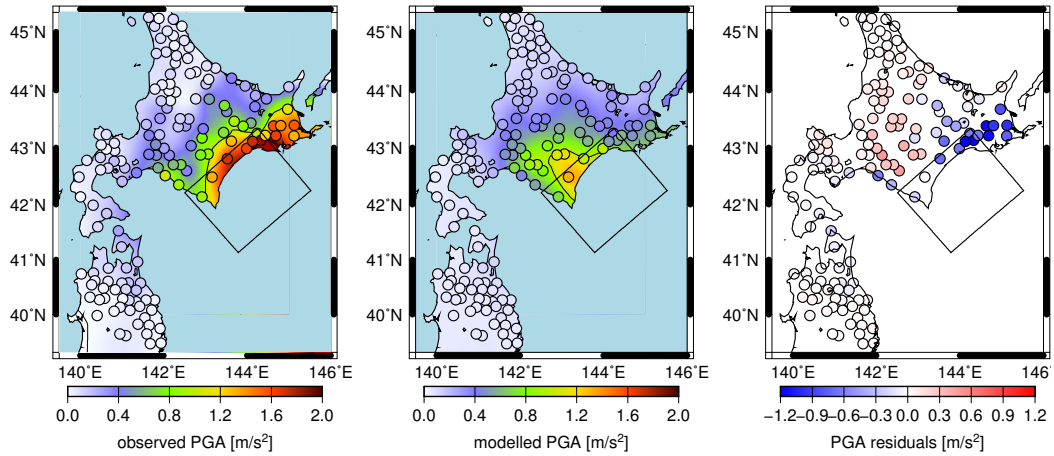 45˚N
44˚N
43˚N
42˚N
41˚N
40˚N
140˚E 142˚E 144˚E 146˚E
0.0 0.4 0.8 1.2 1.6 2.0
observed PGA [m/s²]
45˚N
44˚N
43˚N
42˚N
41˚N
40˚N
140˚E 142˚E 144˚E 146˚E
0.0 0.4 0.8 1.2 1.6 2.0
modelled PGA [m/s²]
45˚N
44˚N
43˚N
42˚N
41˚N
40˚N
140˚E 142˚E 144˚E 146˚E
−1.2 −0.9 −0.6 −0.3 0.0 0.3 0.6 0.9 1.2
PGA residuals [m/s²]